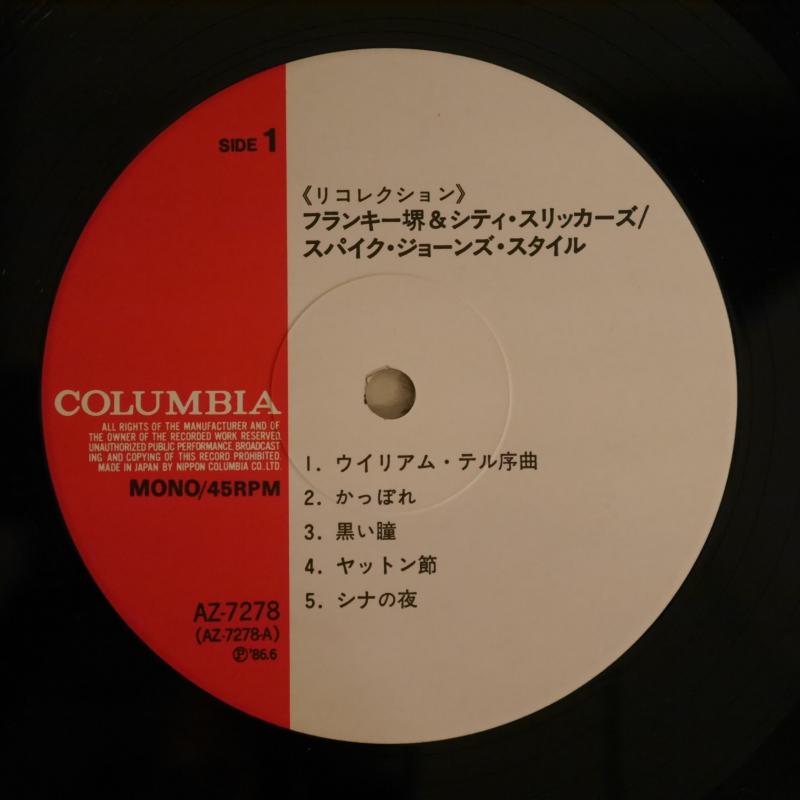 SIDE 1
《リコレクション》
フランキー堺&シティ・スリッカーズ/
スパイク・ジョーンズ・スタイル
COLUMBIA
ALL RIGHTS OF THE MANUFACTURER AND OF
THE OWNER OF THE RECORDED WORK RESERVED.
UNAUTHORIZED PUBLIC PERFORMANCE. BROADCAST
ING AND COPYING OF THIS RECORD PROHIBITED.
MADE IN JAPAN BY NIPPON COLUMBIA CO.,LTD.
MONO/45RPM
1. ウイリアム・テル序曲
2. かっぽれ
3. 黒い瞳
4. ヤットン節
5. シナの夜
AZ-7278
(AZ-7278-A)
Ⓟ'86.6